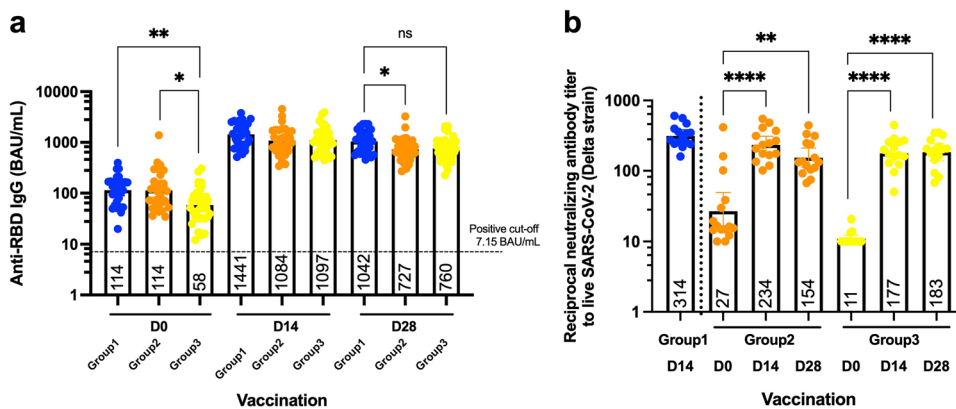 a
Anti-RBD IgG (BAU/mL)
10000
1000
100
10
1
**
*
ns
*
Positive cut-off
7.15 BAU/mL
114
114
58
1441
1084
1097
1042
727
760
D0
D14
D28
Group1
Group2
Group3
Group1
Group2
Group3
Group1
Group2
Group3
Vaccination
b
Reciprocal neutralizing antibody titer
to live SARS-CoV-2 (Delta strain)
1000
100
10
1
**
****
****
****
314
27
234
154
11
177
183
Group1
Group2
Group3
D14
D0
D14
D28
D0
D14
D28
Vaccination